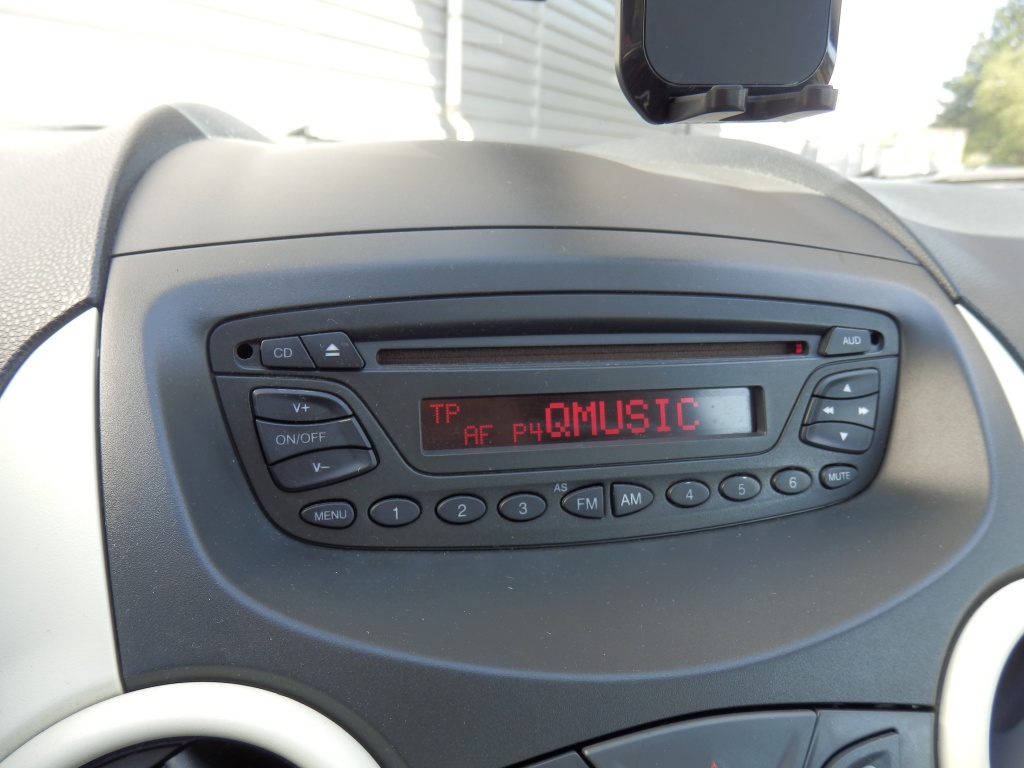 CD
AUD
V+
ON/OFF
V-
TP
AF P4 QMUSIC
MENU 1 2 3 AS FM AM 4 5 6 MUTE